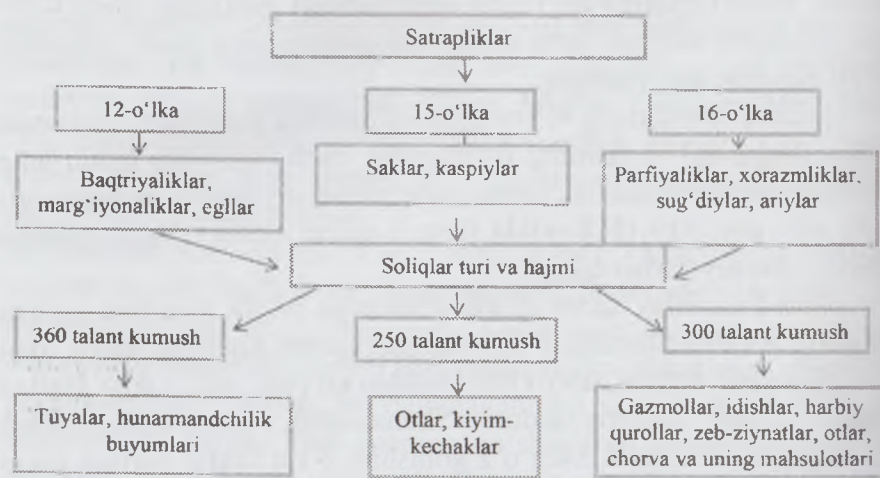 Satrapliklar
12-o‘lka
15-o‘lka
16-o‘lka
Baqtriyaliklar,
marg‘iyonaliklar, egllar
Saklar, kaspiylar
Parfiyaliklar, xorazmliklar,
sug‘diylar, ariylar
Soliqlar turi va hajmi
360 talant kumush
250 talant kumush
300 talant kumush
Tuyalar, hunarmandchilik
buyumlari
Otlar, kiyim-
kechaklar
Gazmollar, idishlar, harbiy
qurollar, zeb-ziynatlar, otlar,
chorva va uning mahsulotlari